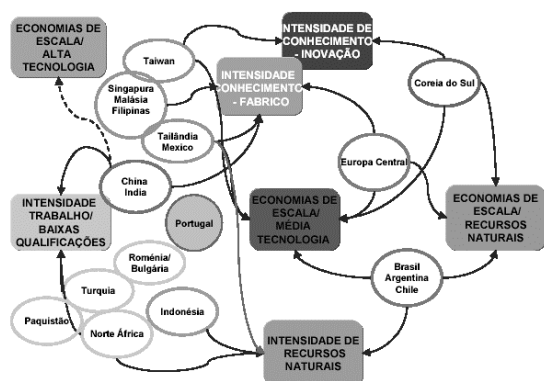 ECONOMIAS DE
ESCALA/
ALTA
TECNOLOGIA
Taiwan
INTENSIDADE
DE
CONHECIMENTO
- INOVAÇÃO
Singapura
Malásia
Filipinas
INTENSIDADE
CONHECIMENTO
- FABRICO
Coreia do Sul
Tailândia
Mexico
Europa Central
China
India
INTENSIDADE
TRABALHO/
BAIXAS
QUALIFICAÇÕES
Portugal
ECONOMIAS DE
ESCALA/
MÉDIA
TECNOLOGIA
ECONOMIAS DE
ESCALA/
RECURSOS
NATURAIS
Roménia/
Bulgária
Turquia
Brasil
Argentina
Chile
Paquistão
Norte África
Indonésia
INTENSIDADE DE
RECURSOS
NATURAIS